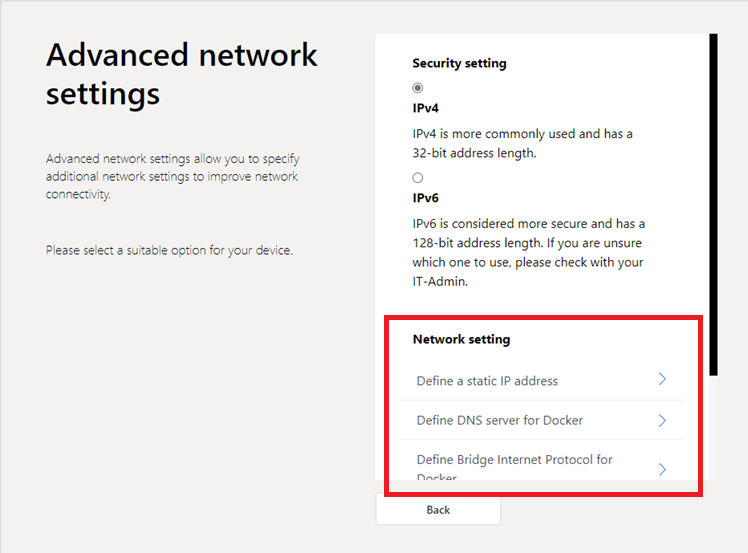 Advanced network
settings
Advanced network settings allow you to specify
additional network settings to improve network
connectivity.
Please select a suitable option for your device.
Security setting
IPv4
IPv4 is more commonly used and has a
32-bit address length.
IPv6
IPv6 is considered more secure and has a
128-bit address length. If you are unsure
which one to use, please check with your
IT-Admin.
Network setting
Define a static IP address
Define DNS server for Docker
Define Bridge Internet Protocol for
Docker
Back